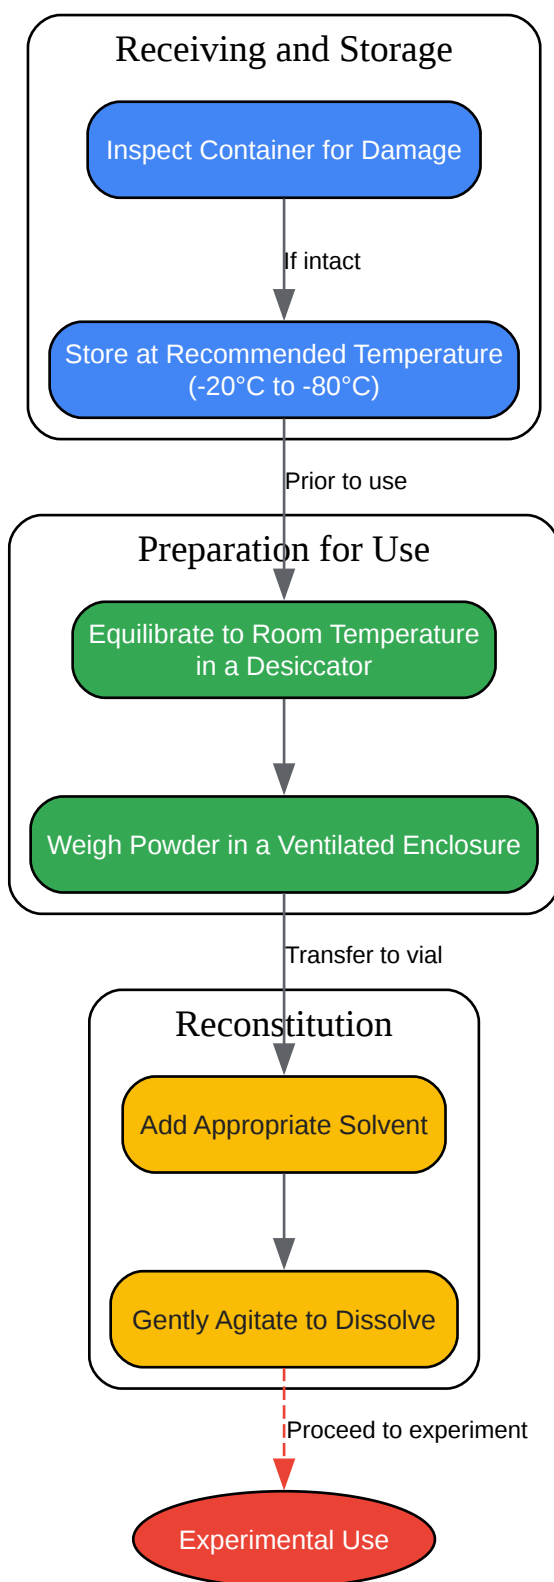 Receiving and Storage
Inspect Container for Damage
If intact
Store at Recommended Temperature
(-20°C to -80°C)
Prior to use
Preparation for Use
Equilibrate to Room Temperature
in a Desiccator
Weigh Powder in a Ventilated Enclosure
Transfer to vial
Reconstitution
Add Appropriate Solvent
Gently Agitate to Dissolve
Proceed to experiment
Experimental Use